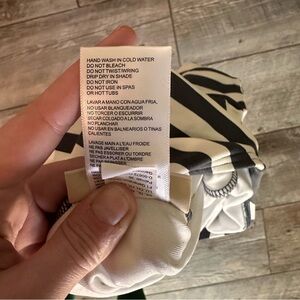 HAND WASH IN COLD WATER
DO NOT BLEACH
DO NOT TWIST/WRING
DRIP DRY IN SHADE
DO NOT IRON
DO NOT USE IN SPAS
OR HOT TUBS
LAVAR A MANO CON AGUA FRIA,
NO USAR BLANQUEADOR
NO TORCER O ESCURRIR
SECAR COLGADO A LA SOMBRA
NO PLANCHAR
NO USAR EN BALNEARIOS O TINAS
CALIENTES
LAVAGE MAIN A L'EAU FROIDE
NE PAS JAVELLISER
NE PAS ESSORER OU TORDRE
SECHER A PLAT A L'OMBRE
NE PAS